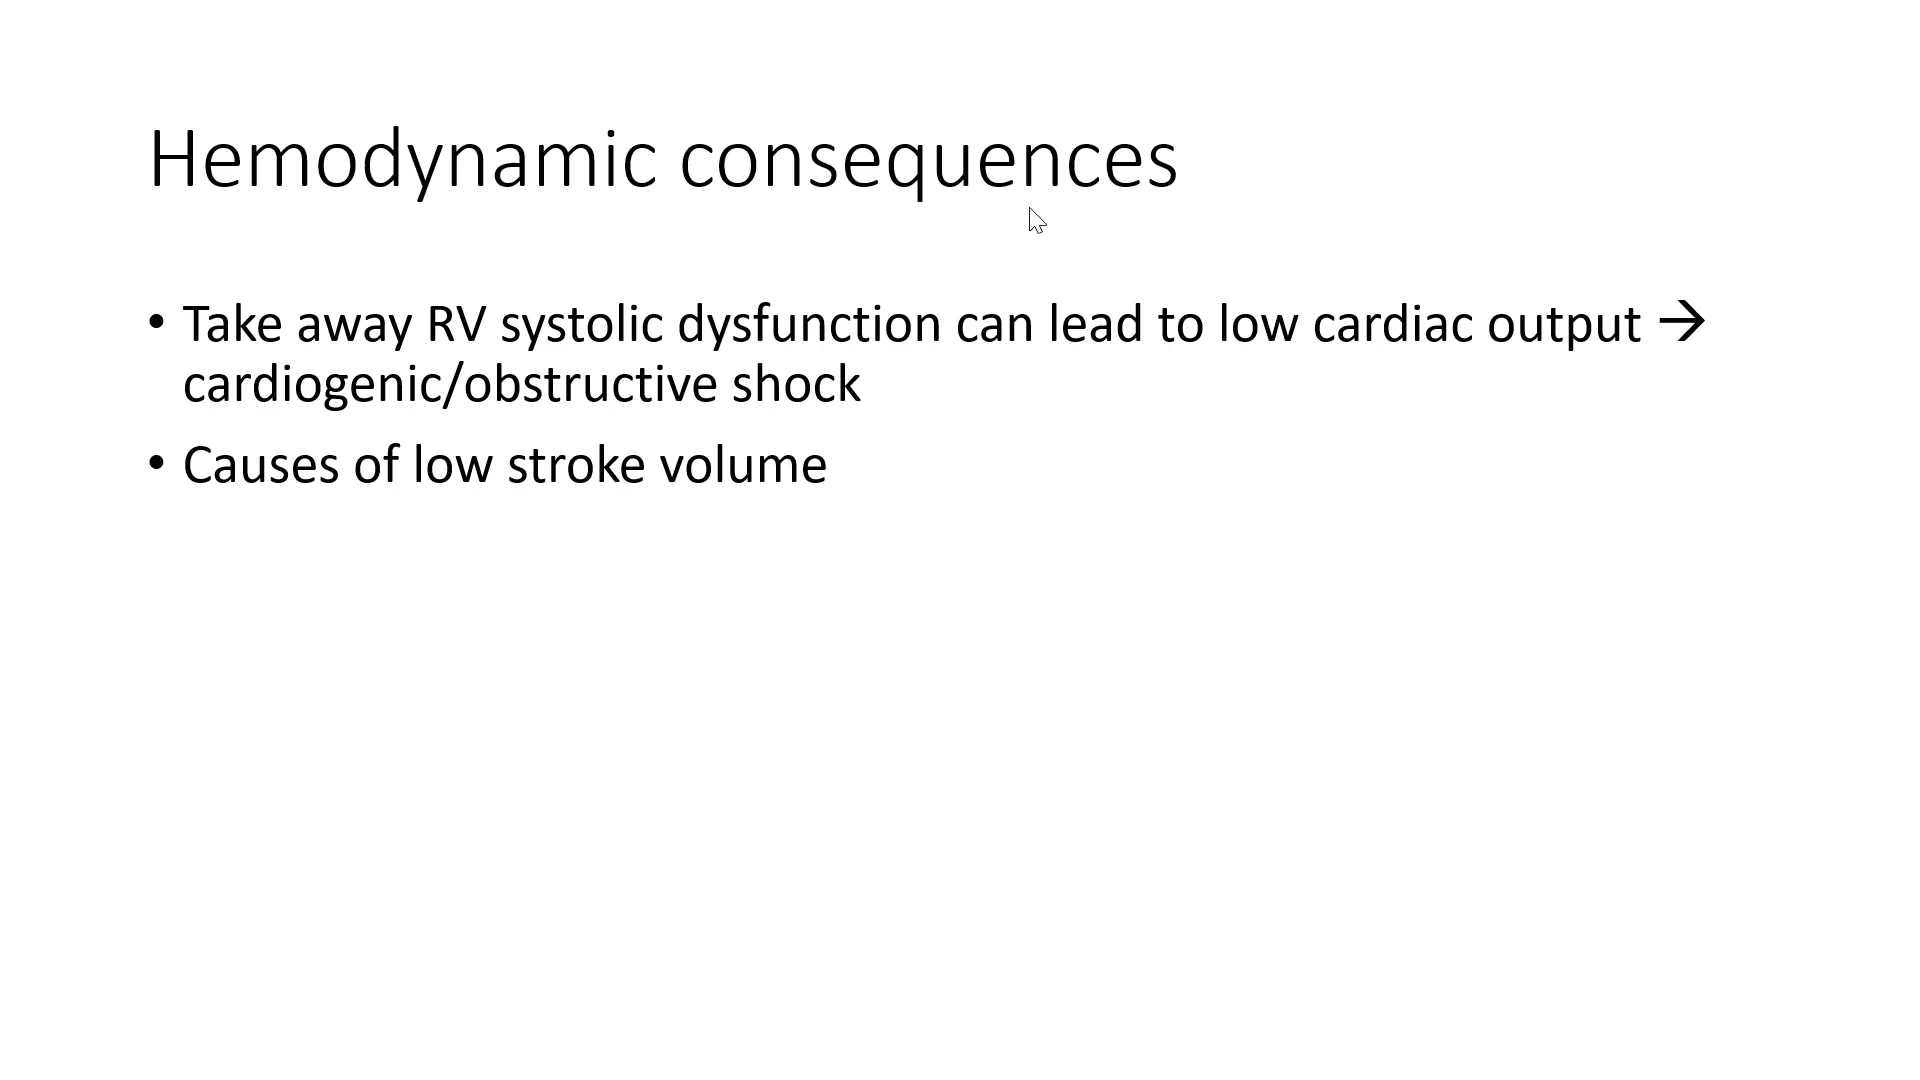 Hemodynamic consequences
• Take away RV systolic dysfunction can lead to low cardiac output →
cardiogenic/obstructive shock
• Causes of low stroke volume